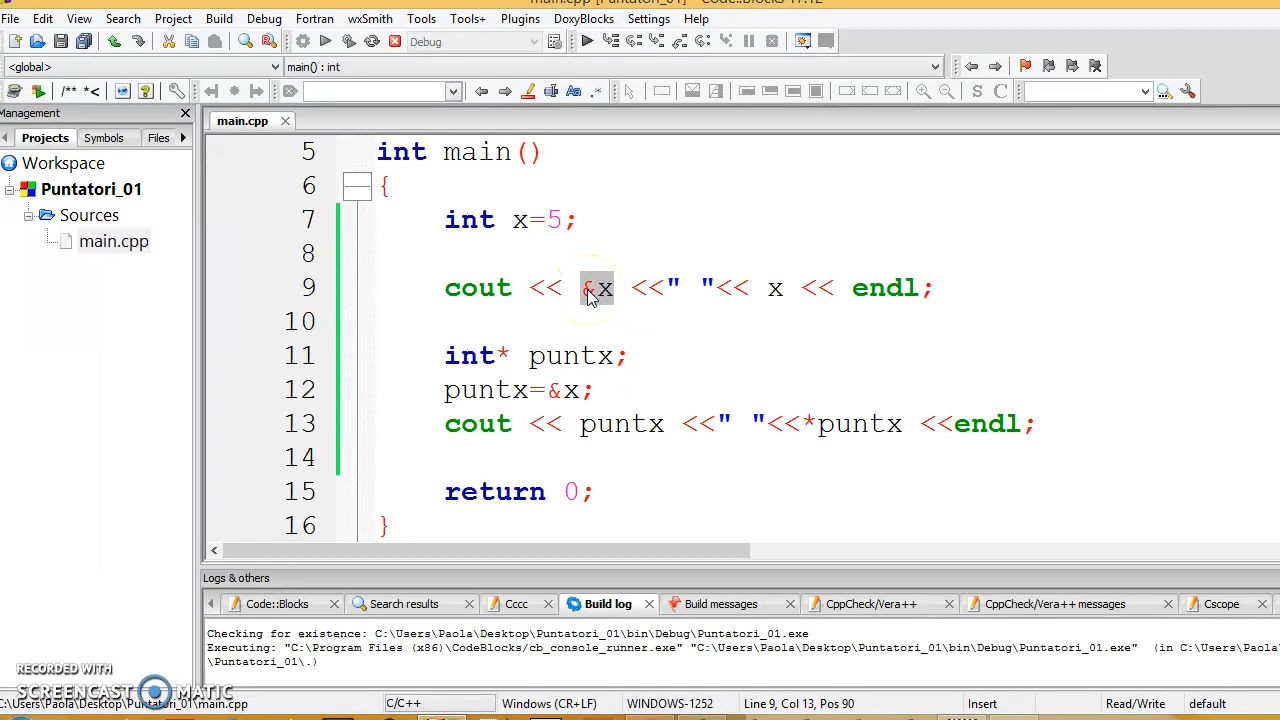 main.cpp [Puntatori_01] - Code::Blocks 17.12
File Edit View Search Project Build Debug Fortran wxSmith Tools Tools+ Plugins DoxyBlocks Settings Help
Debug
<global> main() : int
/** *<
S C
Management
main.cpp
Projects Symbols Files
Workspace
Puntatori_01
Sources
main.cpp
5 int main()
6 {
7 int x=5;
8
9 cout << &x <<" "<< x << endl;
10
11 int* puntx;
12 puntx=&x;
13 cout << puntx <<" "<<*puntx <<endl;
14
15 return 0;
16 }
Logs & others
Code::Blocks Search results Cccc Build log Build messages CppCheck/Vera++ CppCheck/Vera++ messages Cscope
Checking for existence: C:\Users\Paola\Desktop\Puntatori_01\bin\Debug\Puntatori_01.exe
Executing: "C:\Program Files (x86)\CodeBlocks/cb_console_runner.exe" "C:\Users\Paola\Desktop\Puntatori_01\bin\Debug\Puntatori_01.exe" (in C:\Users\Paola\Desktop
\Puntatori_01\.)
RECORDED WITH
SCREENCAST MATIC
C:\Users\Paola\Desktop\Puntatori_01\main.cpp C/C++ Windows (CR+LF) WINDOWS-1252 Line 9, Col 13, Pos 90 Insert Read/Write default